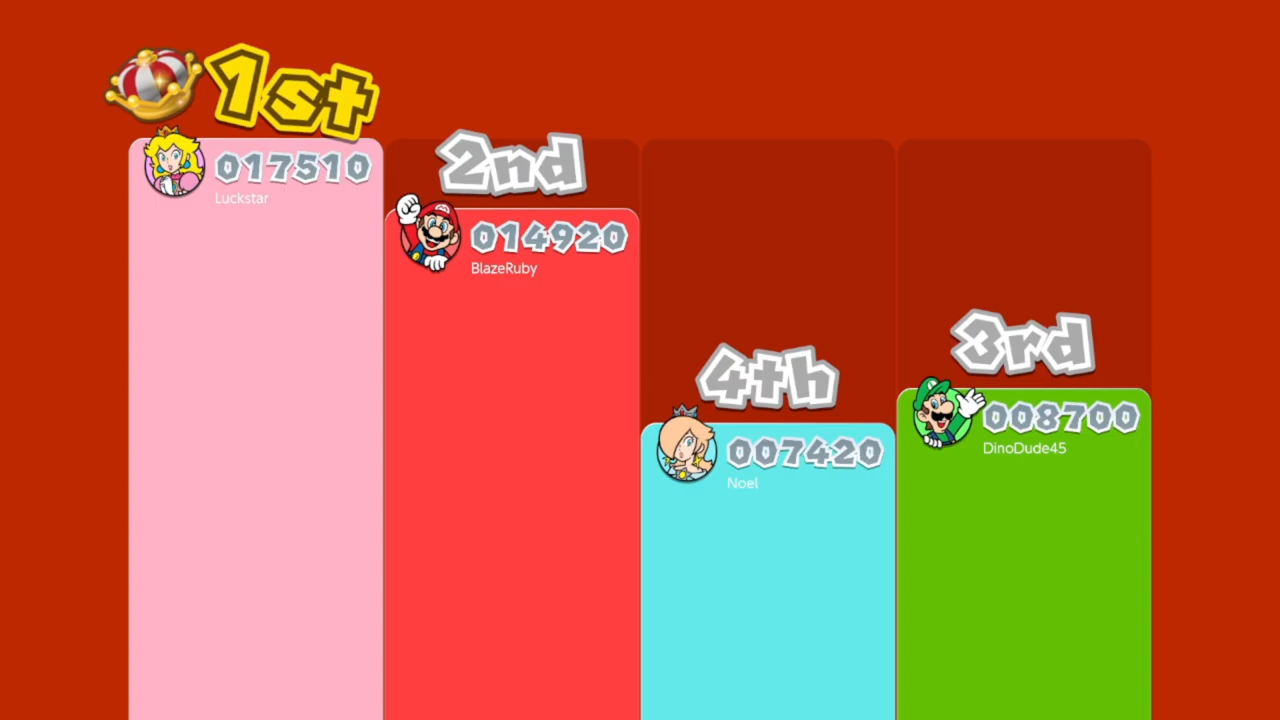 1st
017510
Luckstar
2nd
014920
BlazeRuby
4th
007420
Noel
3rd
008700
DinoDude45